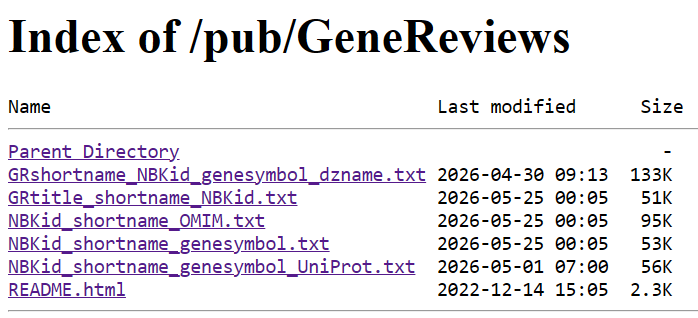 Index of /pub/GeneReviews
Name Last modified Size
Parent Directory -
GRshortname_NBKid_genesymbol_dzname.txt 2026-04-30 09:13 133K
GRtitle_shortname_NBKid.txt 2026-05-25 00:05 51K
NBKid_shortname_OMIM.txt 2026-05-25 00:05 95K
NBKid_shortname_genesymbol.txt 2026-05-25 00:05 53K
NBKid_shortname_genesymbol_UniProt.txt 2026-05-01 07:00 56K
README.html 2022-12-14 15:05 2.3K